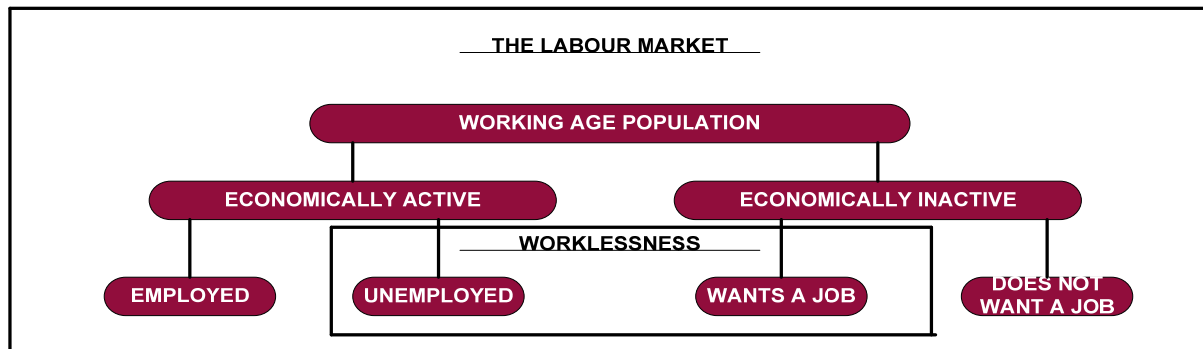 THE LABOUR MARKET
WORKING AGE POPULATION
ECONOMICALLY ACTIVE
ECONOMICALLY INACTIVE
WORKLESSNESS
EMPLOYED
UNEMPLOYED
WANTS A JOB
DOES NOT
WANT A JOB